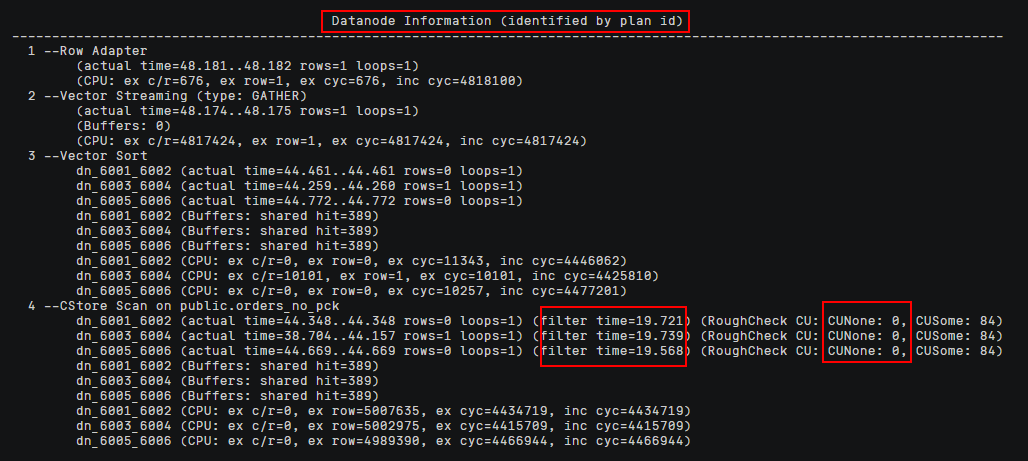 Datanode Information (identified by plan id)
--------------------------------------------------------------------------------------------------------------------------
1 --Row Adapter
(actual time=48.181..48.182 rows=1 loops=1)
(CPU: ex c/r=676, ex row=1, ex cyc=676, inc cyc=4818100)
2 --Vector Streaming (type: GATHER)
(actual time=48.174..48.175 rows=1 loops=1)
(Buffers: 0)
(CPU: ex c/r=4817424, ex row=1, ex cyc=4817424, inc cyc=4817424)
3 --Vector Sort
dn_6001_6002 (actual time=44.461..44.461 rows=0 loops=1)
dn_6003_6004 (actual time=44.259..44.260 rows=1 loops=1)
dn_6005_6006 (actual time=44.772..44.772 rows=0 loops=1)
dn_6001_6002 (Buffers: shared hit=389)
dn_6003_6004 (Buffers: shared hit=389)
dn_6005_6006 (Buffers: shared hit=389)
dn_6001_6002 (CPU: ex c/r=0, ex row=0, ex cyc=11343, inc cyc=4446062)
dn_6003_6004 (CPU: ex c/r=10101, ex row=1, ex cyc=10101, inc cyc=4425810)
dn_6005_6006 (CPU: ex c/r=0, ex row=0, ex cyc=10257, inc cyc=4477201)
4 --CStore Scan on public.orders_no_pck
dn_6001_6002 (actual time=44.348..44.348 rows=0 loops=1) (filter time=19.721) (RoughCheck CU: CUNone: 0, CUSome: 84)
dn_6003_6004 (actual time=38.704..44.157 rows=1 loops=1) (filter time=19.739) (RoughCheck CU: CUNone: 0, CUSome: 84)
dn_6005_6006 (actual time=44.669..44.669 rows=0 loops=1) (filter time=19.568) (RoughCheck CU: CUNone: 0, CUSome: 84)
dn_6001_6002 (Buffers: shared hit=389)
dn_6003_6004 (Buffers: shared hit=389)
dn_6005_6006 (Buffers: shared hit=389)
dn_6001_6002 (CPU: ex c/r=0, ex row=5007635, ex cyc=4434719, inc cyc=4434719)
dn_6003_6004 (CPU: ex c/r=0, ex row=5002975, ex cyc=4415709, inc cyc=4415709)
dn_6005_6006 (CPU: ex c/r=0, ex row=4989390, ex cyc=4466944, inc cyc=4466944)